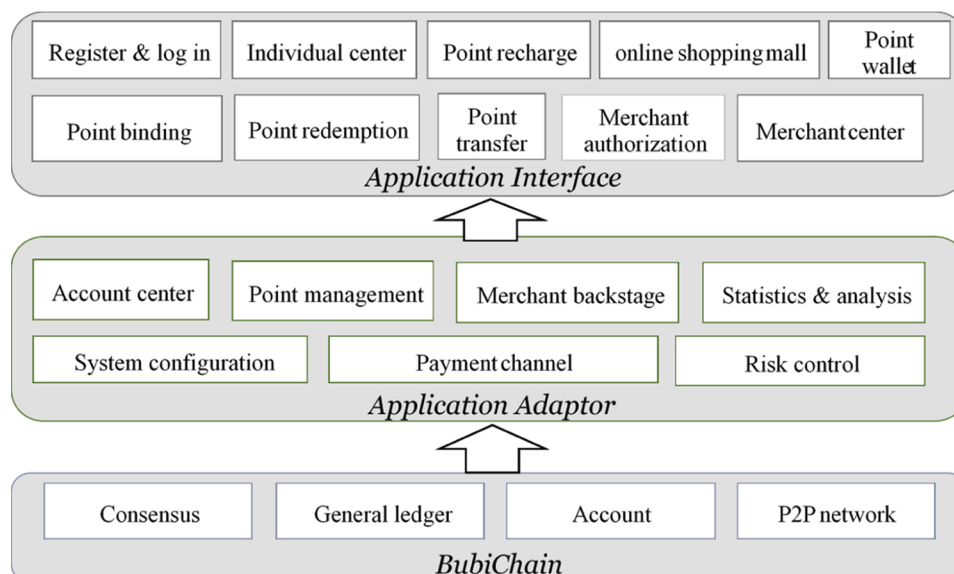 Register & log in
Individual center
Point recharge
online shopping mall
Point
wallet
Point binding
Point redemption
Point
transfer
Merchant
authorization
Merchant center
Application Interface
Account center
Point management
Merchant backstage
Statistics & analysis
System configuration
Payment channel
Risk control
Application Adaptor
Consensus
General ledger
Account
P2P network
BubiChain